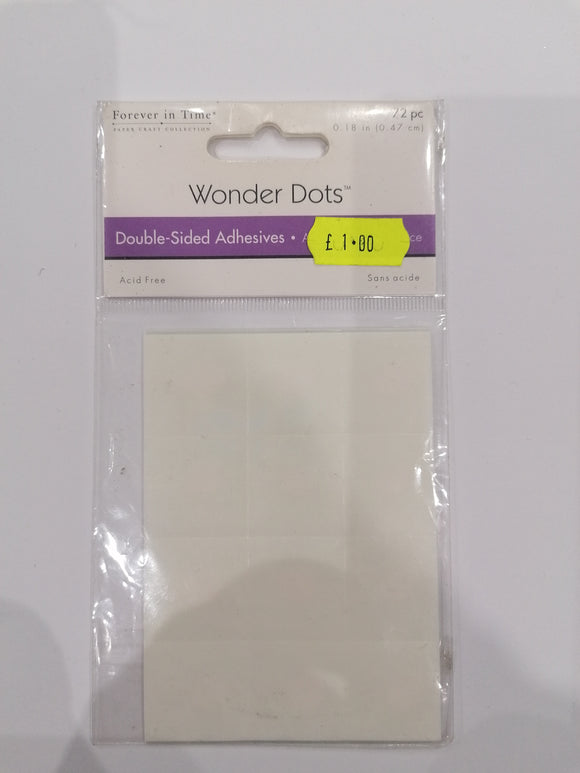 Forever in Time®
PAPER CRAFT COLLECTION
72 pc
0.18 in (0.47 cm)
Wonder Dots™
Double-Sided Adhesives •
£ 1·00
Acid Free
Sans acide